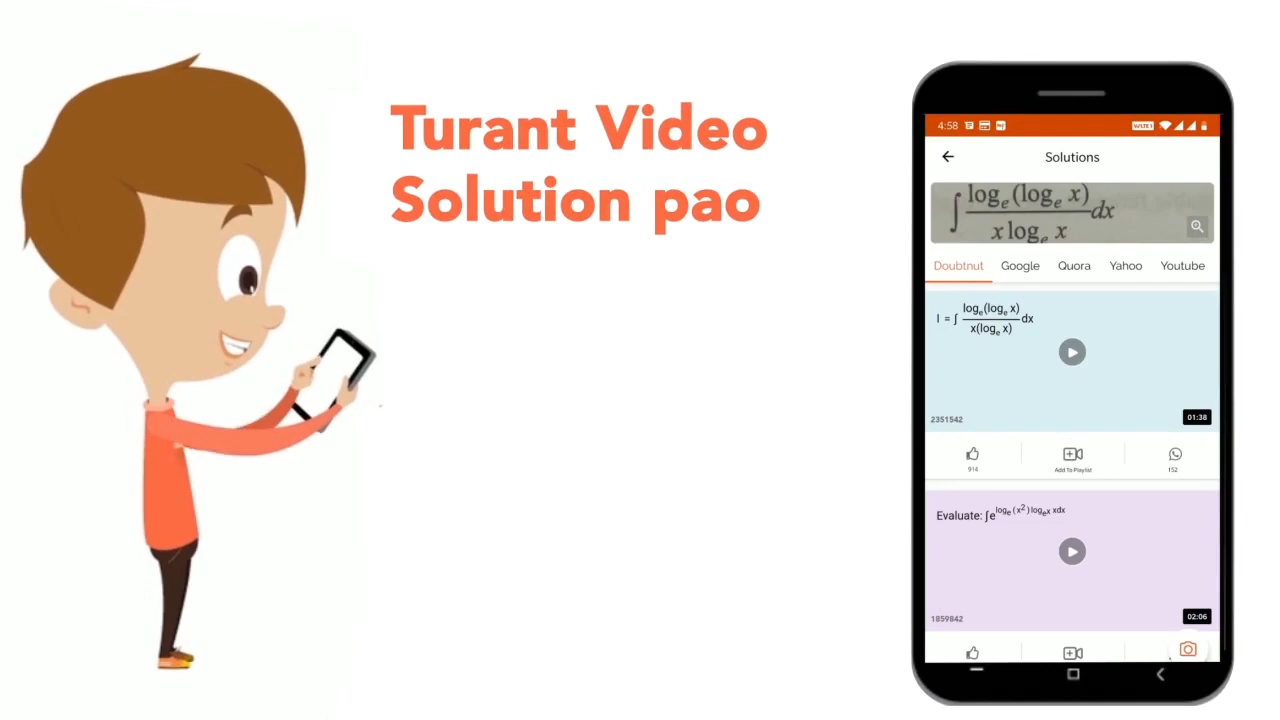 Turant Video
Solution pao
4:58
VoLTE1
Solutions
∫ logₑ(logₑ x) / x logₑ x dx
Doubtnut Google Quora Yahoo Youtube
I = ∫ logₑ(logₑ x) / x(logₑ x) dx
2351542 01:38
914 Add To Playlist 152
Evaluate: ∫e^logₑ(x²)logₑx xdx
1859842 02:06